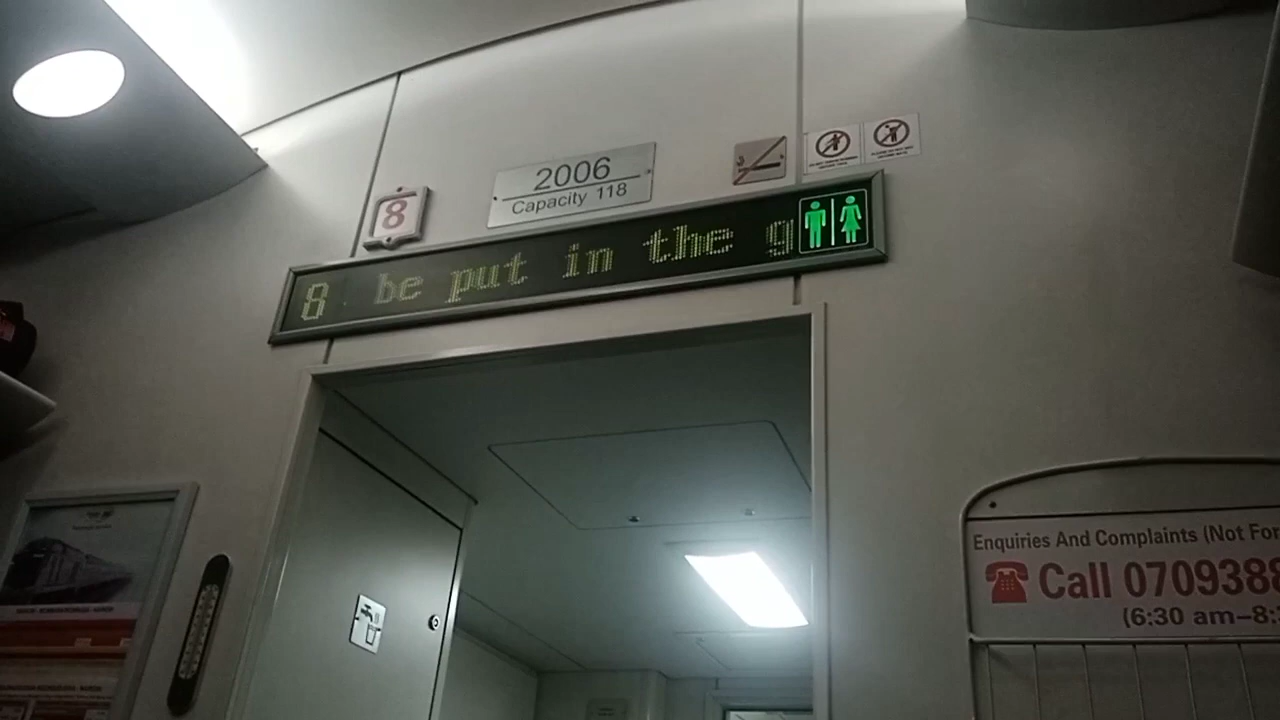 2006
Capacity 118
8
8 be put in the g
Enquiries And Complaints (Not For
Call 0709388
(6:30 am–8: